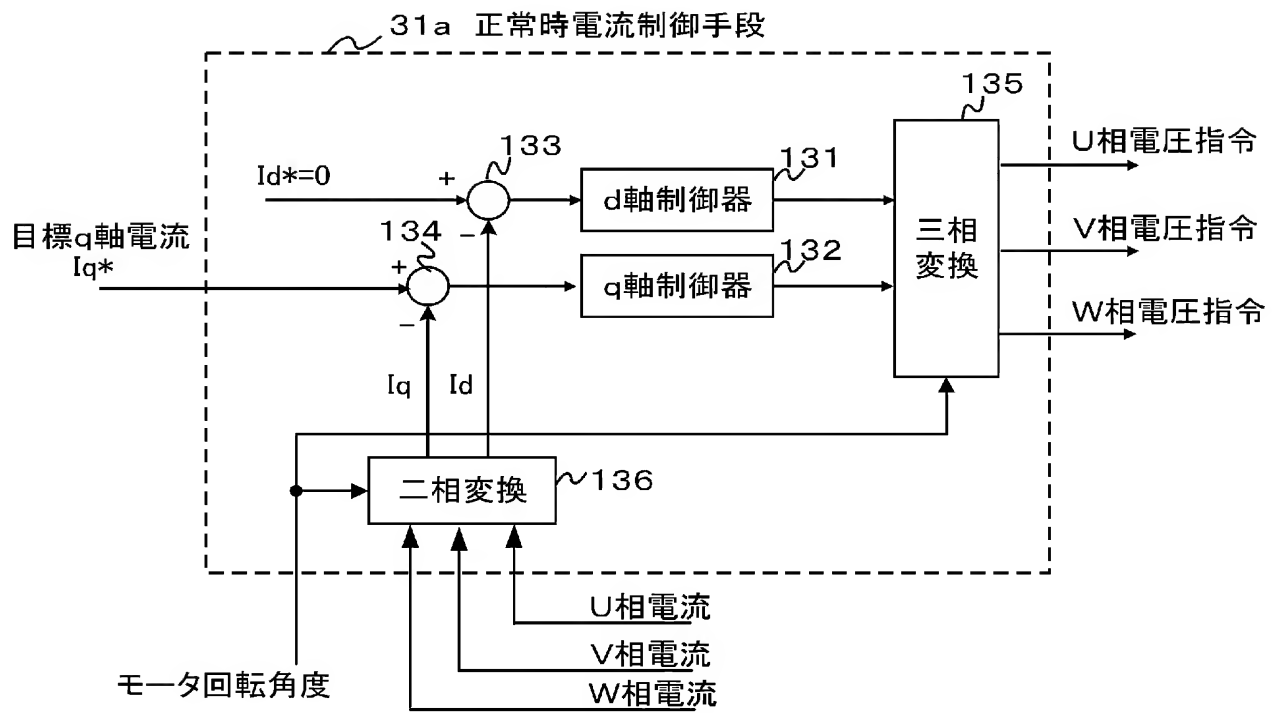 31a 正常時電流制御手段
135
U相電圧指令
133
131
Id*=0
+
d軸制御器
−
三相
変換
V相電圧指令
目標q軸電流
Iq*
134
132
+
q軸制御器
−
W相電圧指令
Iq
Id
二相変換
136
U相電流
V相電流
W相電流
モータ回転角度